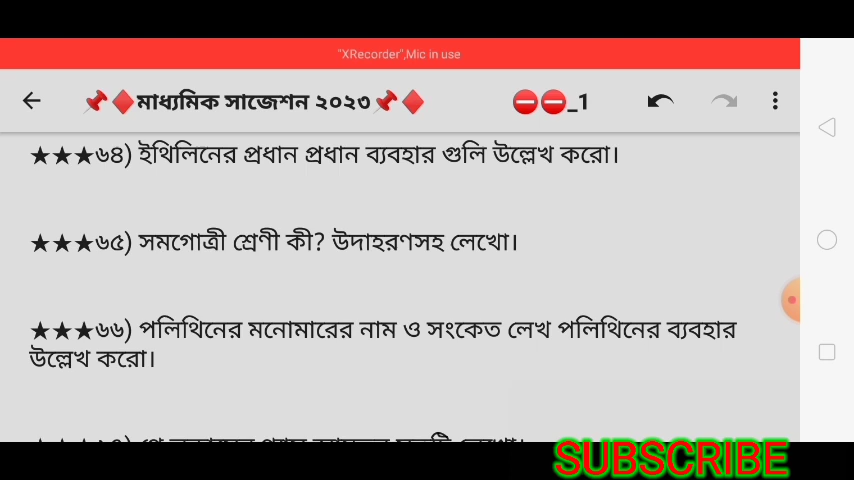 "XRecorder",Mic in use
📌♦️মাধ্যমিক সাজেশন ২০২৩📌♦️ ⛔⛔_1
★★★৬৪) ইথিলিনের প্রধান প্রধান ব্যবহার গুলি উল্লেখ করো।
★★★৬৫) সমগোত্রী শ্রেণী কী? উদাহরণসহ লেখো।
★★★৬৬) পলিথিনের মনোমারের নাম ও সংকেত লেখ পলিথিনের ব্যবহার
উল্লেখ করো।
SUBSCRIBE